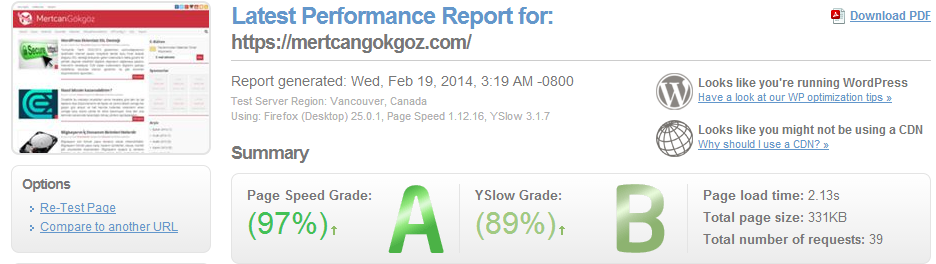 Latest Performance Report for:
https://mertcangokgoz.com/
Download PDF
Report generated: Wed, Feb 19, 2014, 3:19 AM -0800
Test Server Region: Vancouver, Canada
Using: Firefox (Desktop) 25.0.1, Page Speed 1.12.16, YSlow 3.1.7
Looks like you're running WordPress
Have a look at our WP optimization tips »
Looks like you might not be using a CDN
Why should I use a CDN? »
MertcanGökgöz
Options
Re-Test Page
Compare to another URL
Summary
Page Speed Grade:
(97%)↑
A
YSlow Grade:
(89%)↑
B
Page load time: 2.13s
Total page size: 331KB
Total number of requests: 39